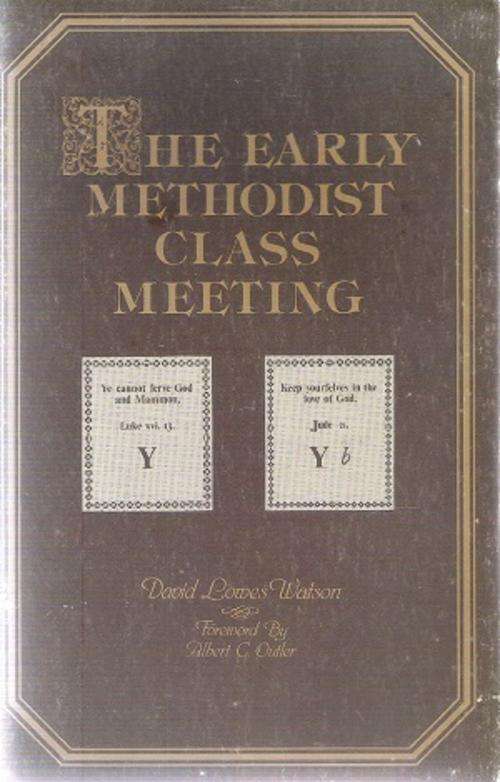 THE EARLY
METHODIST
CLASS
MEETING
Ye cannot ſerve God
and Mammon.
Luke xvi. 13.
Y
Keep yourſelves in the
love of God.
Jude 21.
Y b
David Lowes Watson
Foreword By
Albert C. Outler